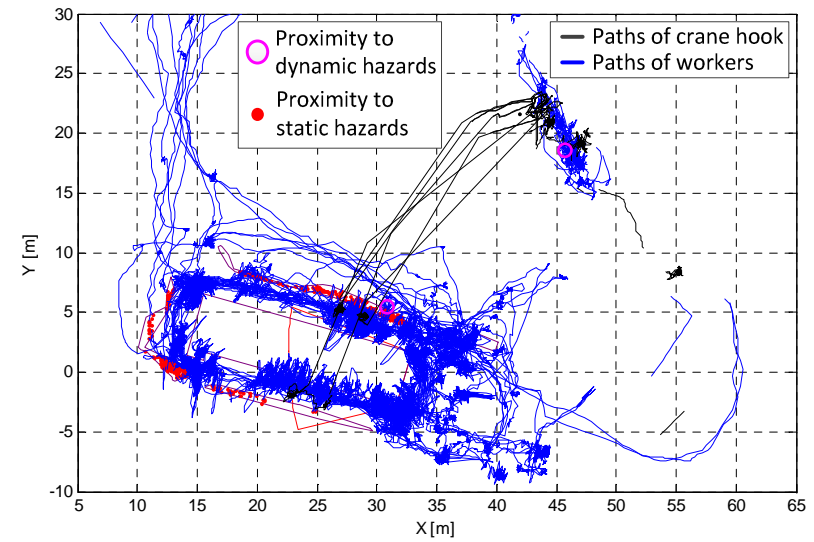 30
25
20
15
10
5
0
-5
-10
Y [m]
Proximity to
dynamic hazards
Proximity to
static hazards
Paths of crane hook
Paths of workers
5 10 15 20 25 30 35 40 45 50 55 60 65
X [m]